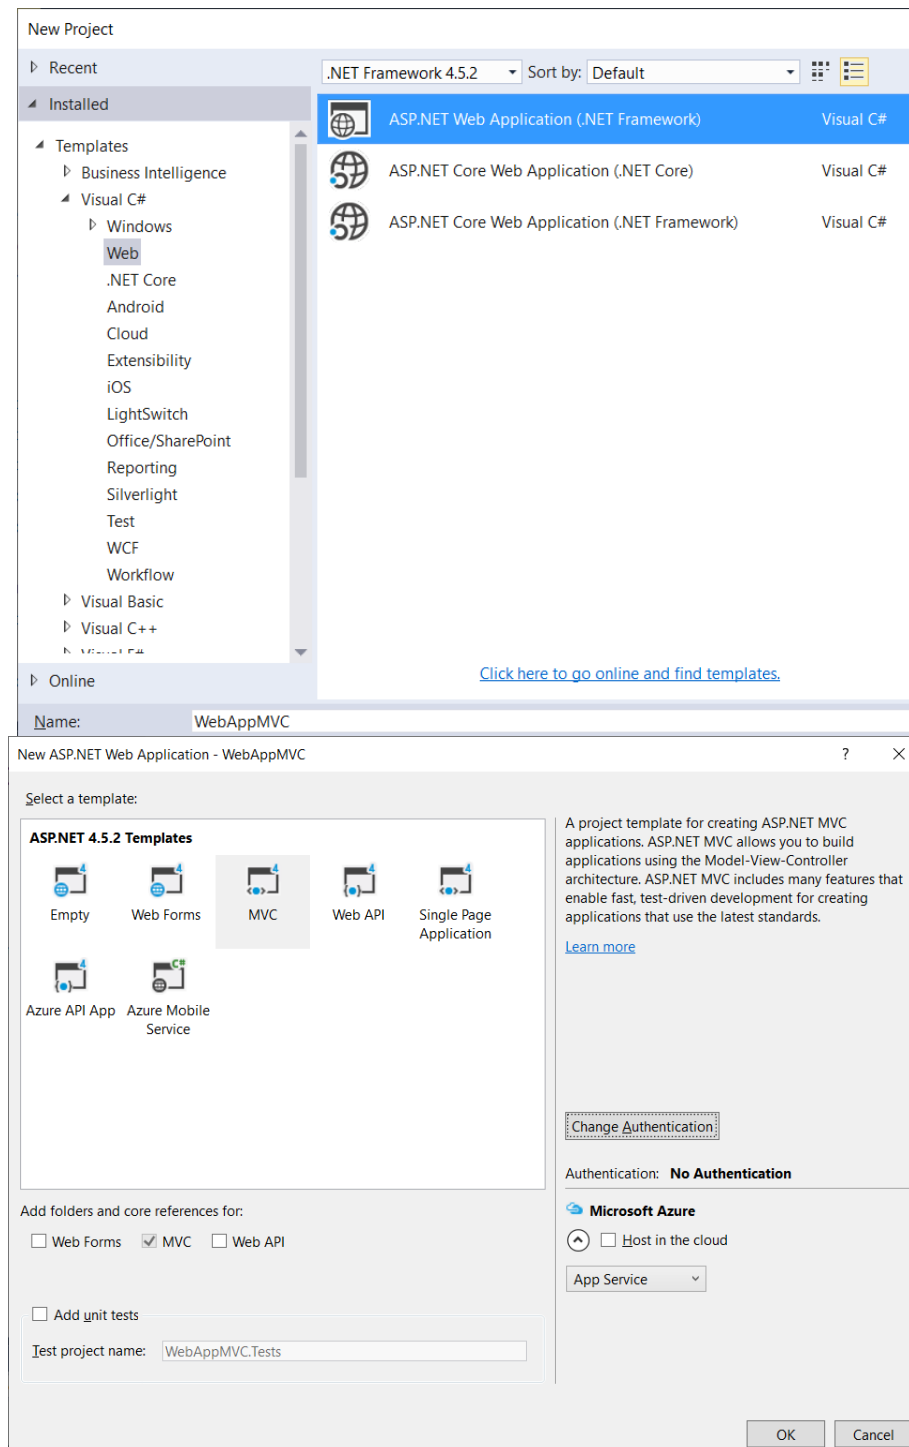 New Project
Recent
.NET Framework 4.5.2
Sort by: Default
Installed
Templates
Business Intelligence
Visual C#
Windows
Web
.NET Core
Android
Cloud
Extensibility
iOS
LightSwitch
Office/SharePoint
Reporting
Silverlight
Test
WCF
Workflow
Visual Basic
Visual C++
Online
ASP.NET Web Application (.NET Framework) Visual C#
ASP.NET Core Web Application (.NET Core) Visual C#
ASP.NET Core Web Application (.NET Framework) Visual C#
Click here to go online and find templates.
Name: WebAppMVC
New ASP.NET Web Application - WebAppMVC
Select a template:
ASP.NET 4.5.2 Templates
Empty
Web Forms
MVC
Web API
Single Page
Application
Azure API App
Azure Mobile
Service
A project template for creating ASP.NET MVC
applications. ASP.NET MVC allows you to build
applications using the Model-View-Controller
architecture. ASP.NET MVC includes many features that
enable fast, test-driven development for creating
applications that use the latest standards.
Learn more
Change Authentication
Authentication: No Authentication
Microsoft Azure
Host in the cloud
App Service
Add folders and core references for:
Web Forms MVC Web API
Add unit tests
Test project name: WebAppMVC.Tests
OK Cancel